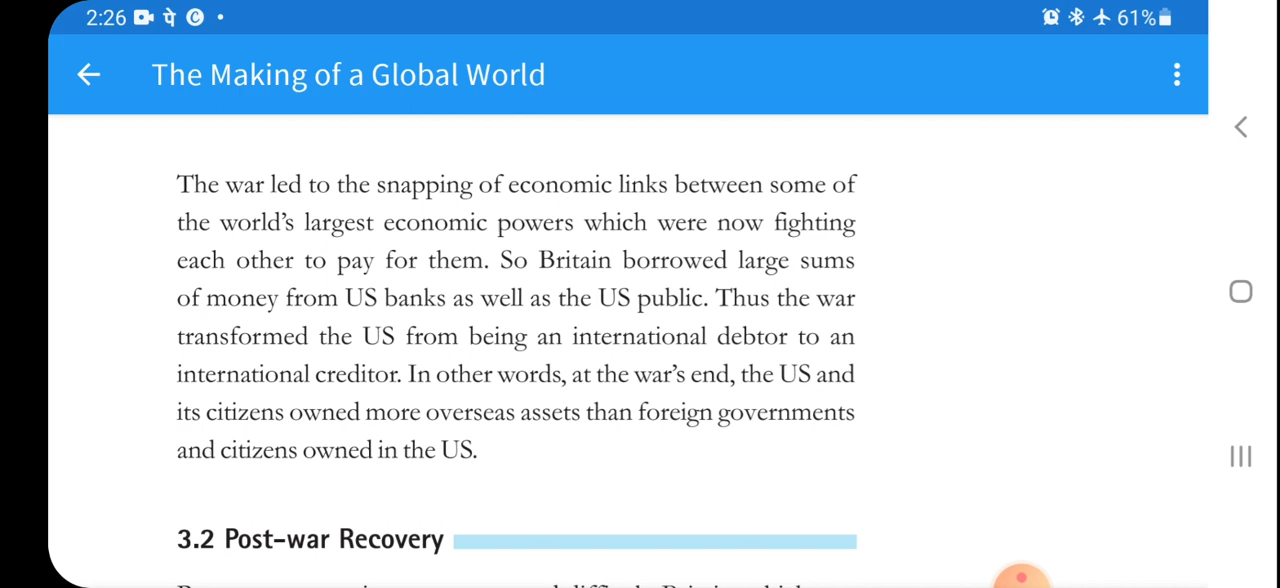 2:26 पे C 61%
The Making of a Global World
The war led to the snapping of economic links between some of
the world's largest economic powers which were now fighting
each other to pay for them. So Britain borrowed large sums
of money from US banks as well as the US public. Thus the war
transformed the US from being an international debtor to an
international creditor. In other words, at the war's end, the US and
its citizens owned more overseas assets than foreign governments
and citizens owned in the US.
3.2 Post-war Recovery